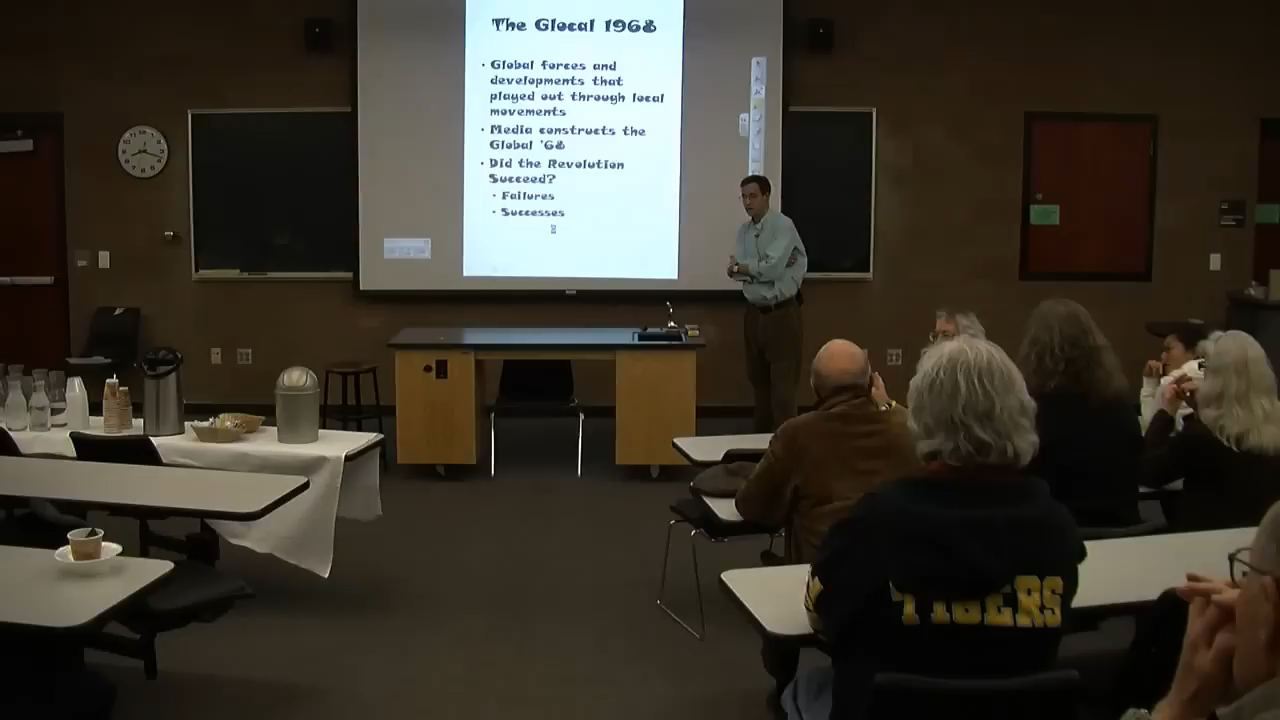 The Glocal 1968
• Global forces and
developments that
played out through local
movements
• Media constructs the
Global '68
• Did the Revolution
Succeed?
• Failures
• Successes
TIGERS